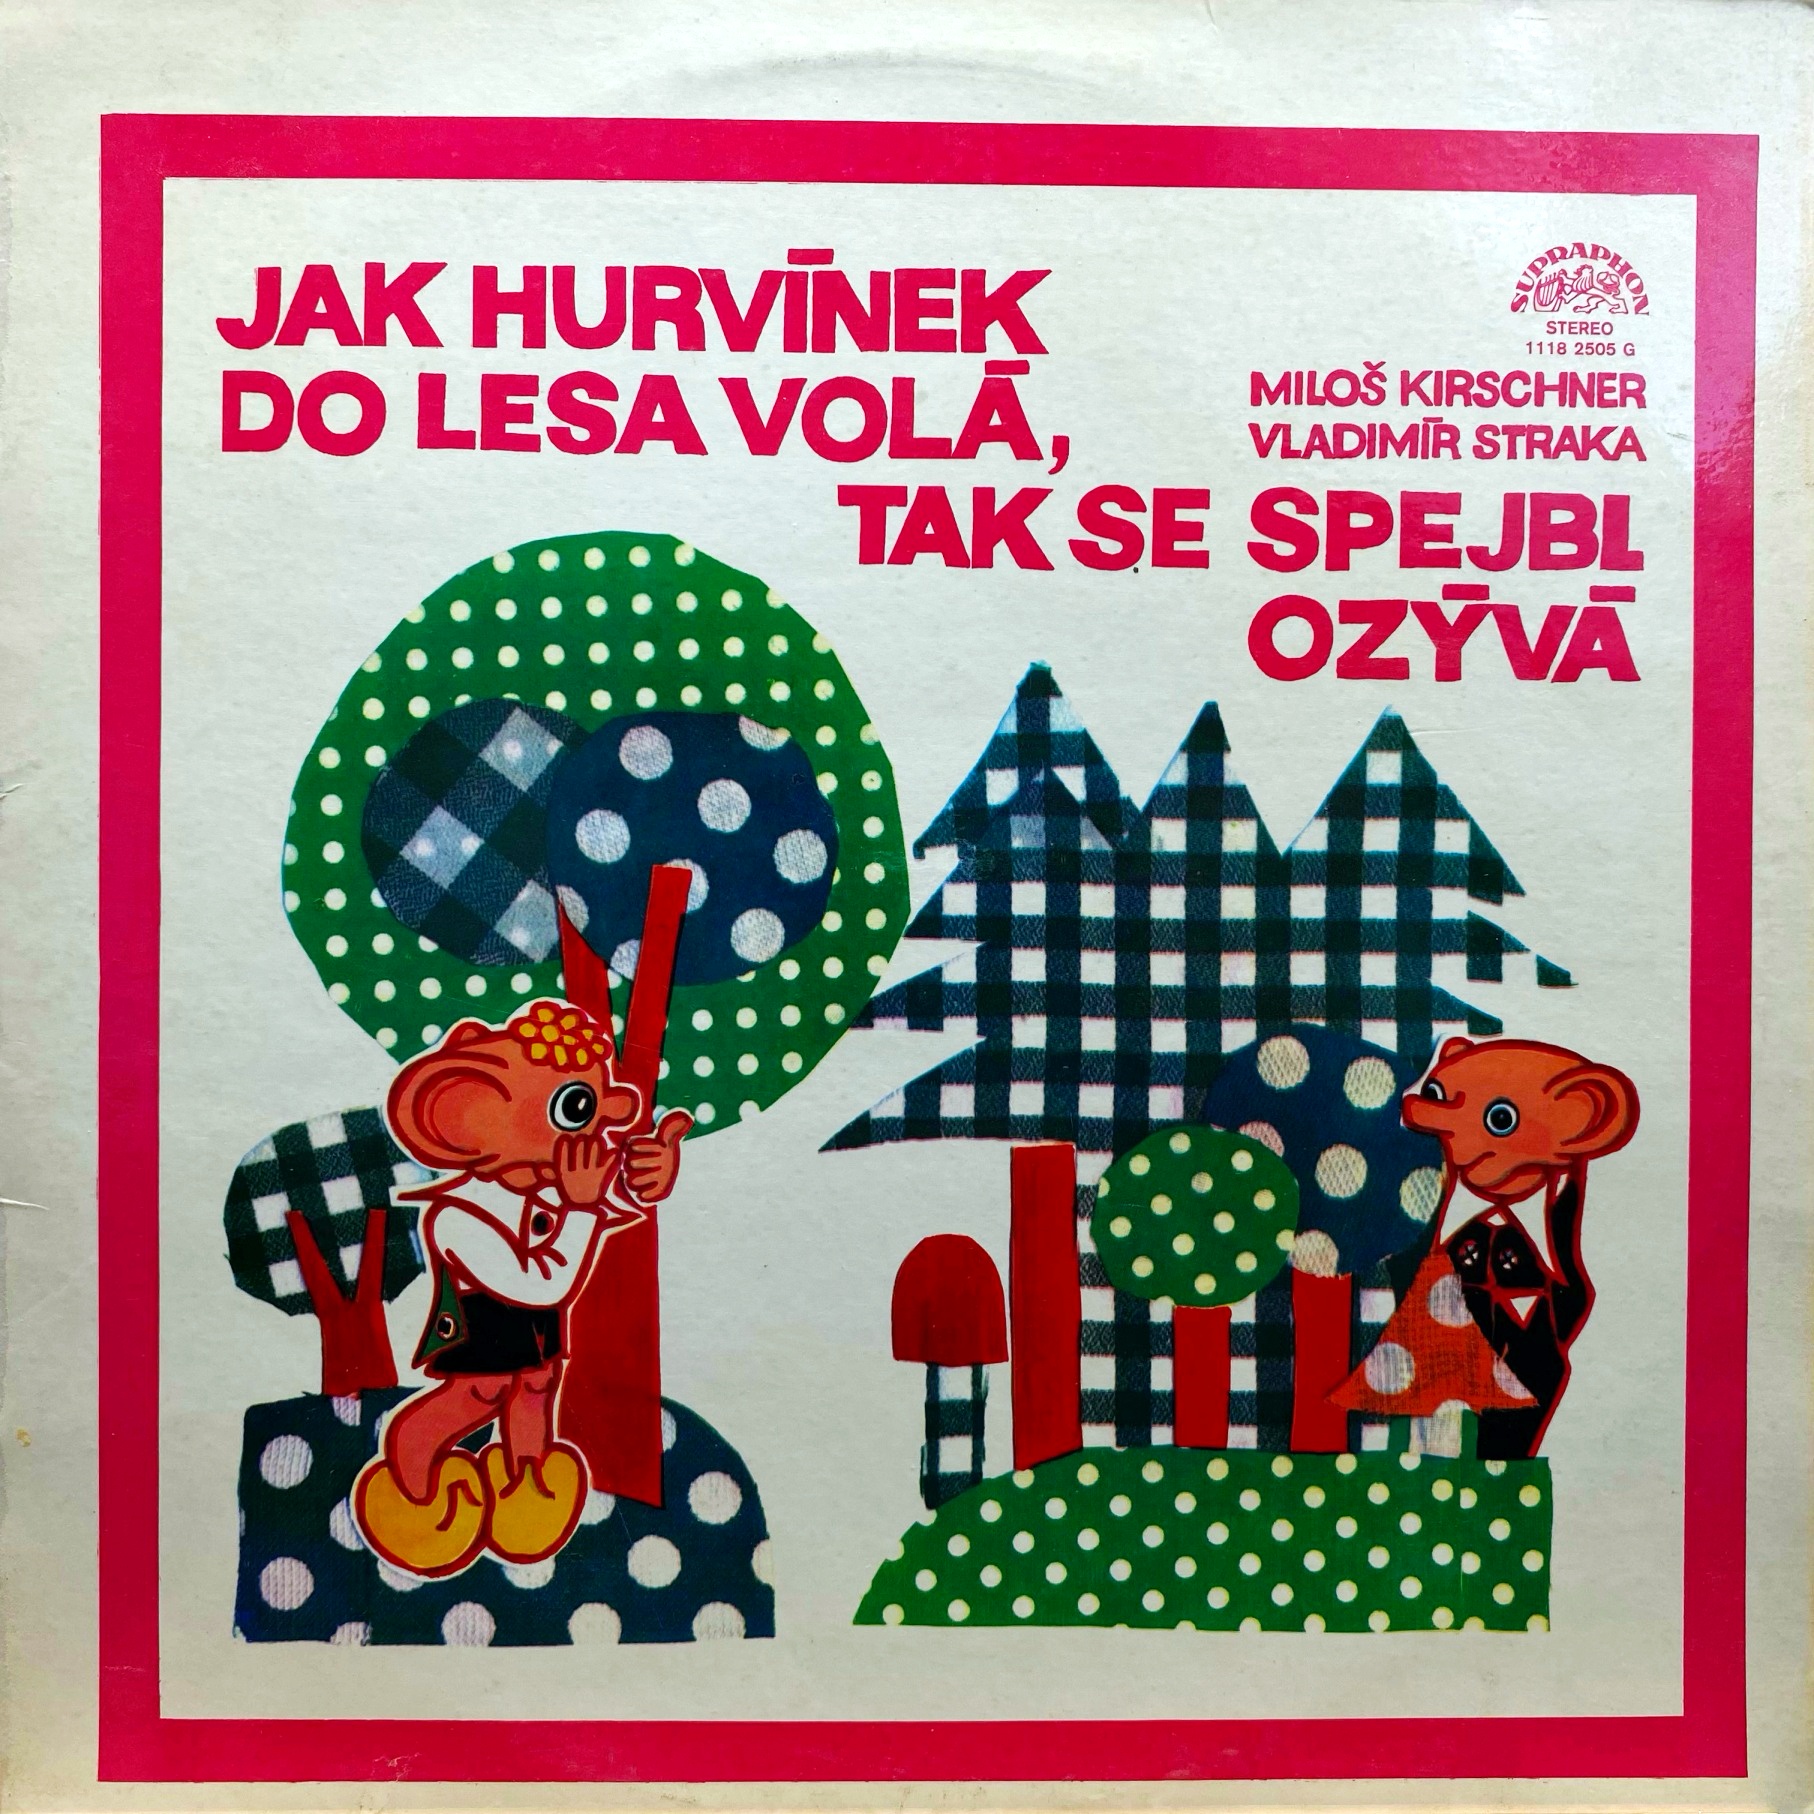 JAK HURVÍNEK
DO LESA VOLÁ,
TAK SE SPEJBL
OZÝVÁ
SUPRAPHON
STEREO
1118 2505 G
MILOŠ KIRSCHNER
VLADIMÍR STRAKA